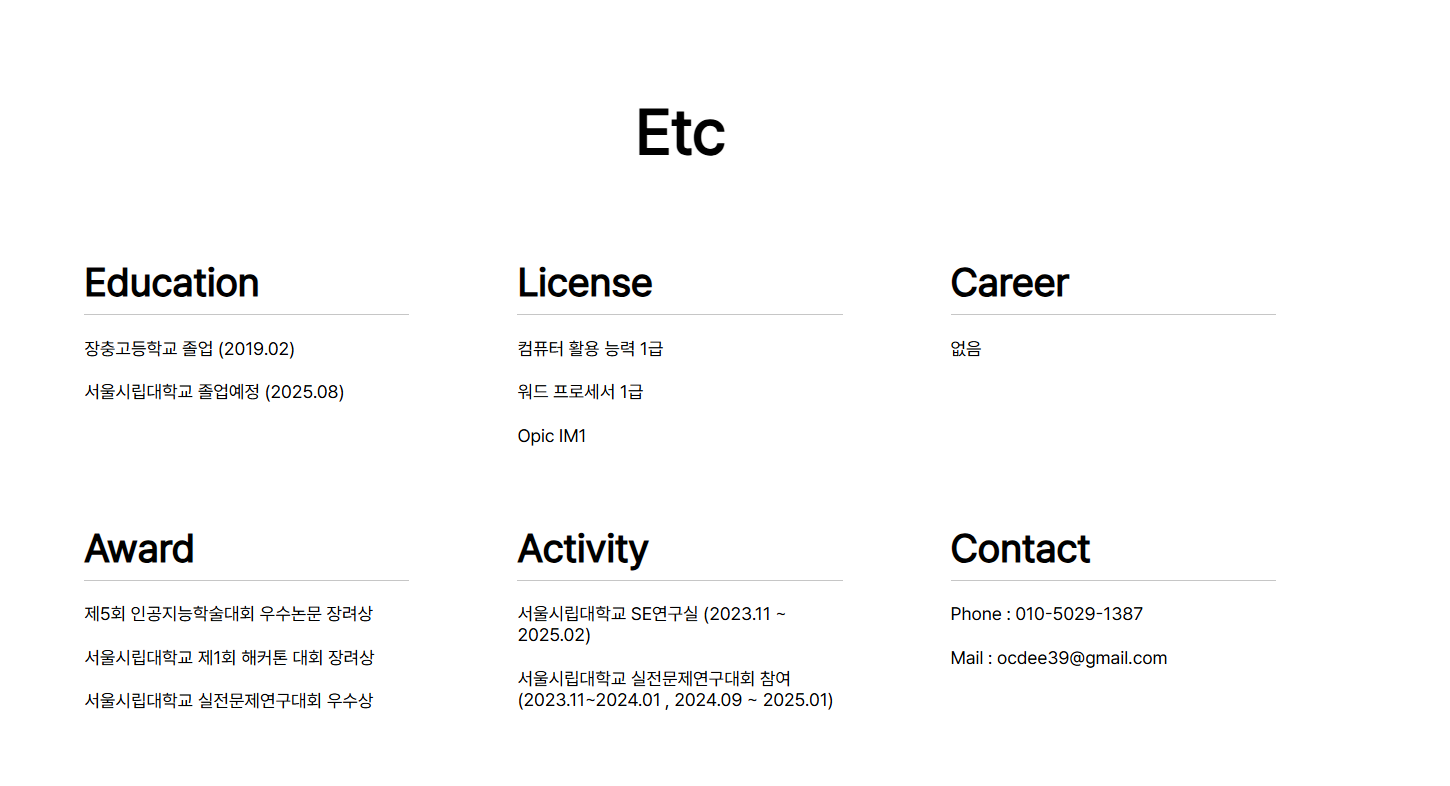 Etc
Education
장충고등학교 졸업 (2019.02)
서울시립대학교 졸업예정 (2025.08)
License
컴퓨터 활용 능력 1급
워드 프로세서 1급
Opic IM1
Career
없음
Award
제5회 인공지능학술대회 우수논문 장려상
서울시립대학교 제1회 해커톤 대회 장려상
서울시립대학교 실전문제연구대회 우수상
Activity
서울시립대학교 SE연구실 (2023.11 ~
2025.02)
서울시립대학교 실전문제연구대회 참여
(2023.11~2024.01 , 2024.09 ~ 2025.01)
Contact
Phone : 010-5029-1387
Mail : ocdee39@gmail.com